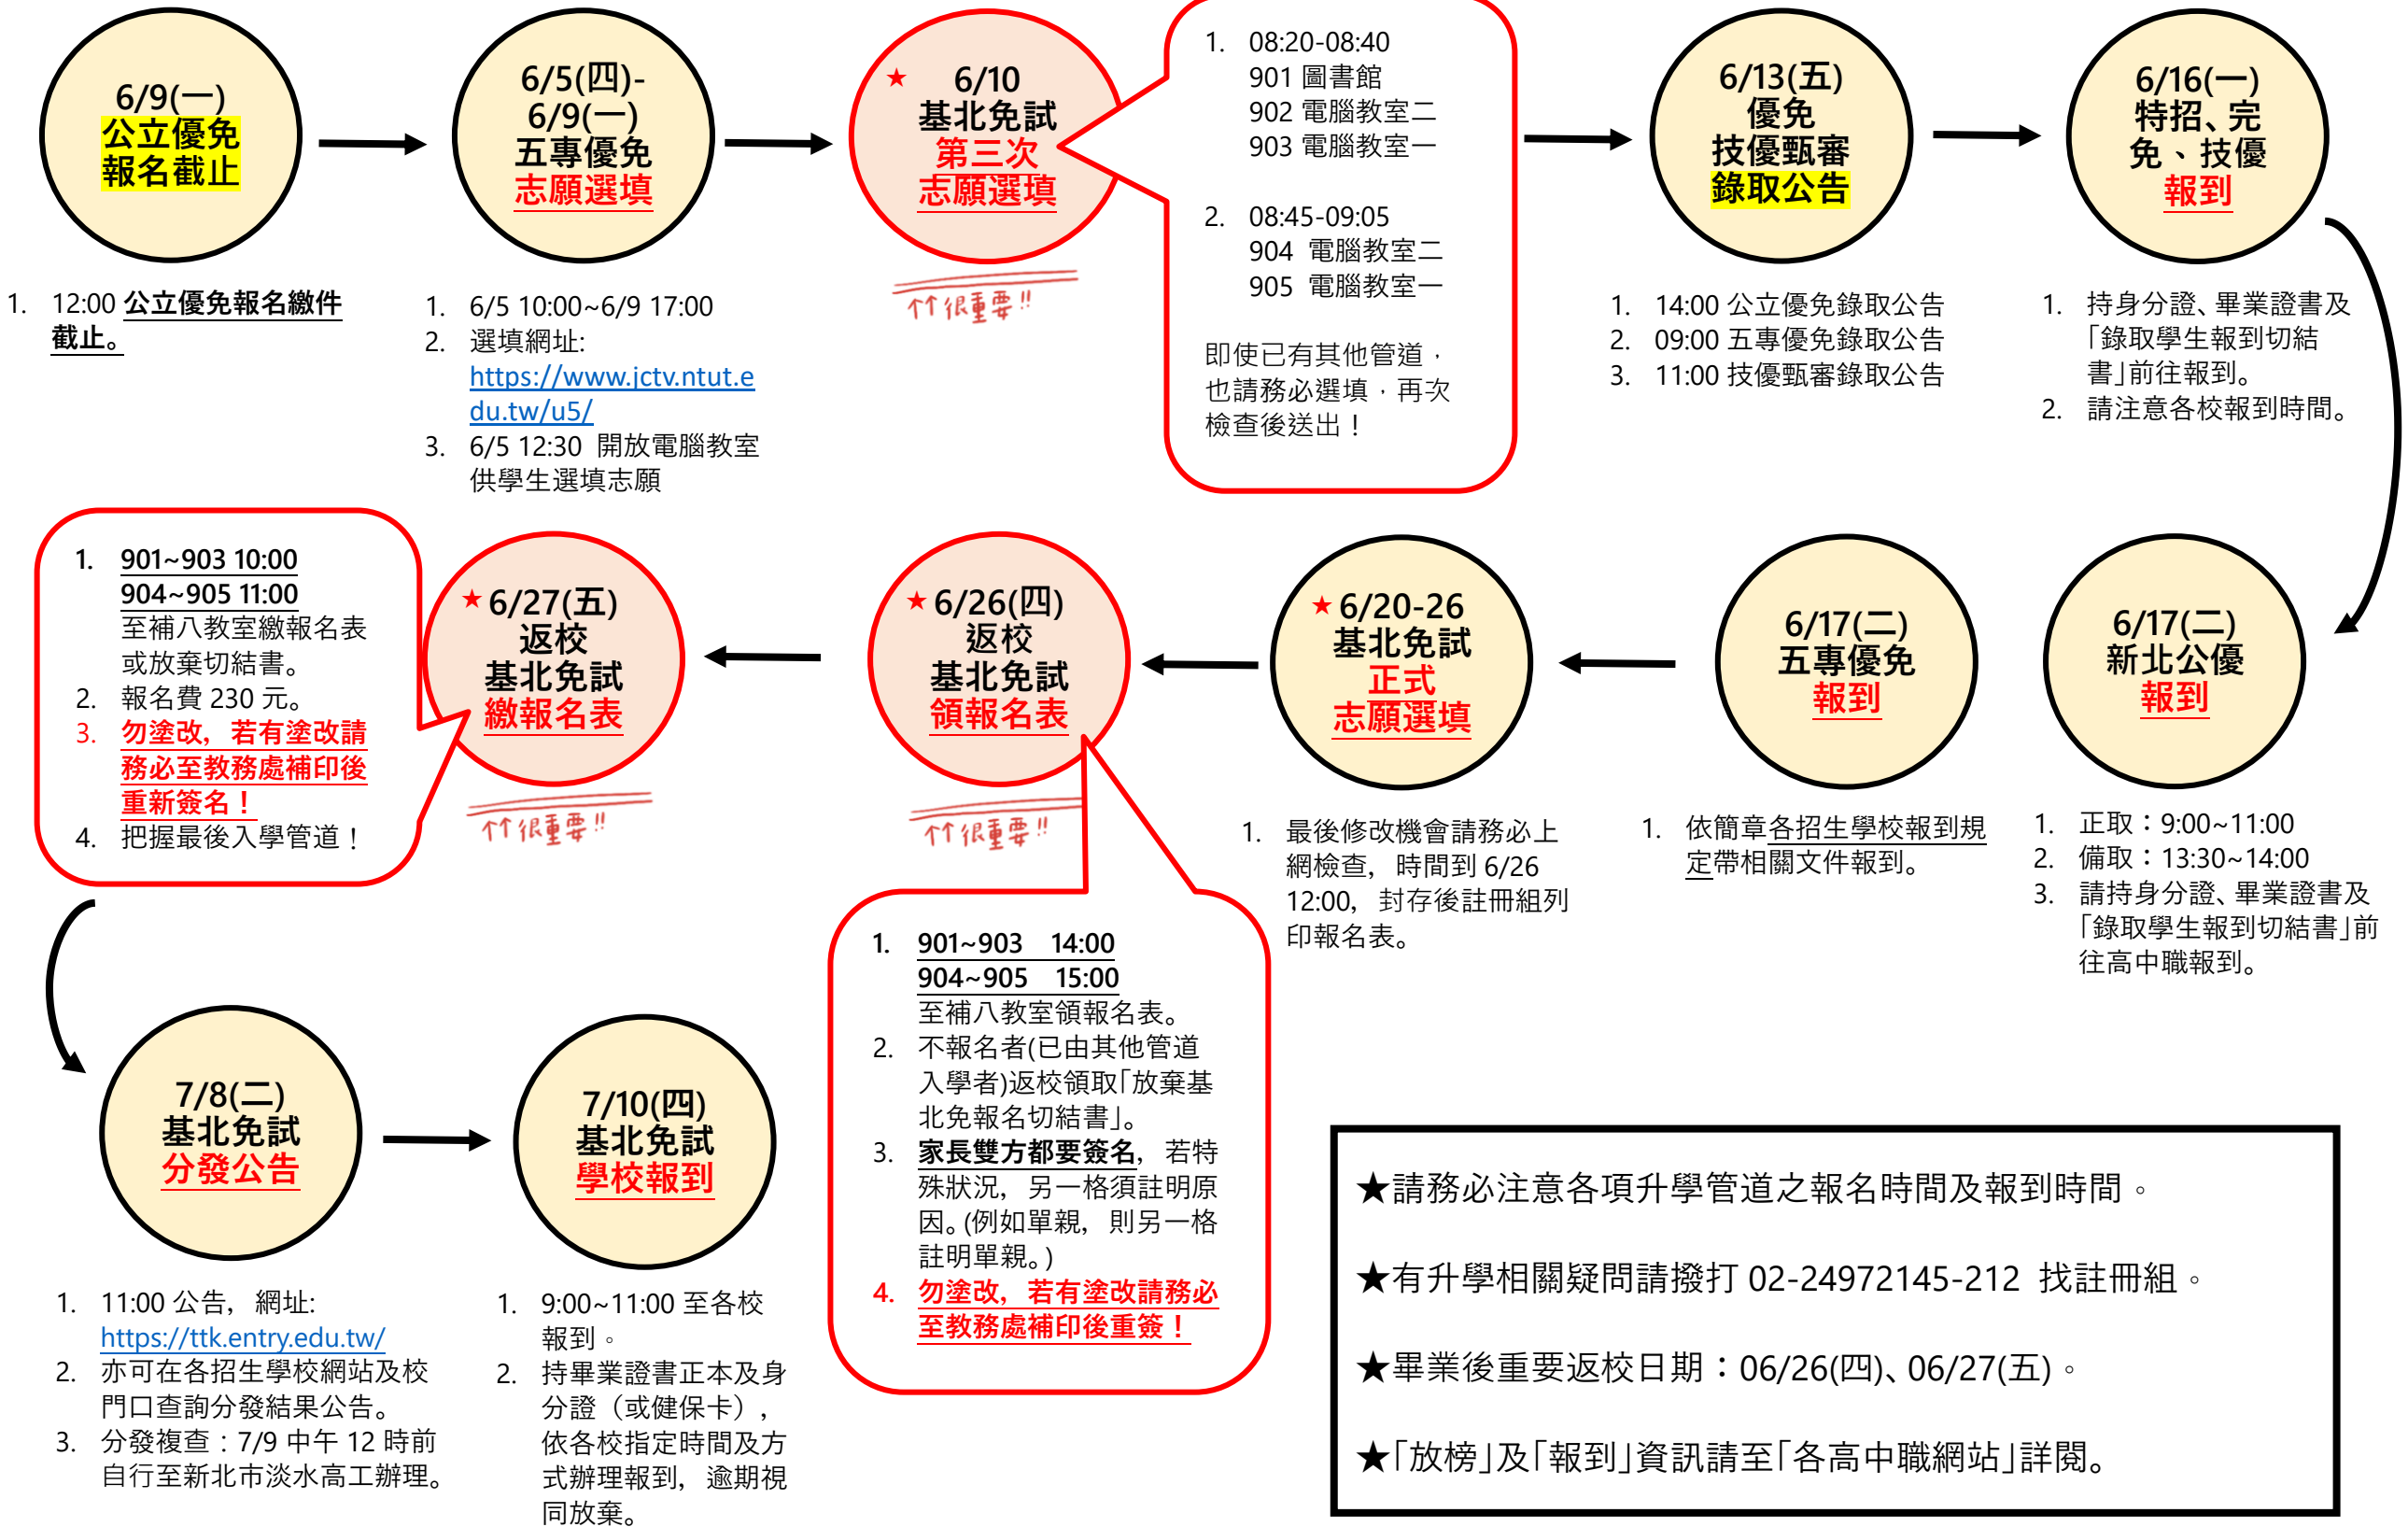 6/9(一)
公立優免
報名截止
1. 12:00 公立優免報名繳件
截止。
6/5(四)-
6/9(一)
五專優免
志願選填
1. 6/5 10:00~6/9 17:00
2. 選填網址:
https://www.jctv.ntut.e
du.tw/u5/
3. 6/5 12:30 開放電腦教室
供學生選填志願
★ 6/10
基北免試
第三次
志願選填
很重要!!
1. 08:20-08:40
901 圖書館
902 電腦教室二
903 電腦教室一
2. 08:45-09:05
904 電腦教室二
905 電腦教室一
即使已有其他管道，
也請務必選填，再次
檢查後送出！
6/13(五)
優免
技優甄審
錄取公告
1. 14:00 公立優免錄取公告
2. 09:00 五專優免錄取公告
3. 11:00 技優甄審錄取公告
6/16(一)
特招、完
免、技優
報到
1. 持身分證、畢業證書及
「錄取學生報到切結
書」前往報到。
2. 請注意各校報到時間。
6/17(二)
新北公優
報到
1. 正取：9:00~11:00
2. 備取：13:30~14:00
3. 請持身分證、畢業證書及
「錄取學生報到切結書」前
往高中職報到。
6/17(二)
五專優免
報到
1. 依簡章各招生學校報到規
定帶相關文件報到。
★ 6/20-26
基北免試
正式
志願選填
1. 最後修改機會請務必上
網檢查，時間到 6/26
12:00，封存後註冊組列
印報名表。
★ 6/26(四)
返校
基北免試
領報名表
很重要!!
1. 901~903 14:00
904~905 15:00
至補八教室領報名表。
2. 不報名者(已由其他管道
入學者)返校領取「放棄基
北免報名切結書」。
3. 家長雙方都要簽名，若特
殊狀況，另一格須註明原
因。(例如單親，則另一格
註明單親。)
4. 勿塗改，若有塗改請務必
至教務處補印後重簽！
★ 6/27(五)
返校
基北免試
繳報名表
很重要!!
1. 901~903 10:00
904~905 11:00
至補八教室繳報名表
或放棄切結書。
2. 報名費 230 元。
3. 勿塗改，若有塗改請
務必至教務處補印後
重新簽名！
4. 把握最後入學管道！
7/8(二)
基北免試
分發公告
1. 11:00 公告，網址:
https://ttk.entry.edu.tw/
2. 亦可在各招生學校網站及校
門口查詢分發結果公告。
3. 分發複查：7/9 中午 12 時前
自行至新北市淡水高工辦理。
7/10(四)
基北免試
學校報到
1. 9:00~11:00 至各校
報到。
2. 持畢業證書正本及身
分證（或健保卡），
依各校指定時間及方
式辦理報到，逾期視
同放棄。
★請務必注意各項升學管道之報名時間及報到時間。
★有升學相關疑問請撥打 02-24972145-212 找註冊組。
★畢業後重要返校日期：06/26(四)、06/27(五)。
★「放榜」及「報到」資訊請至「各高中職網站」詳閱。